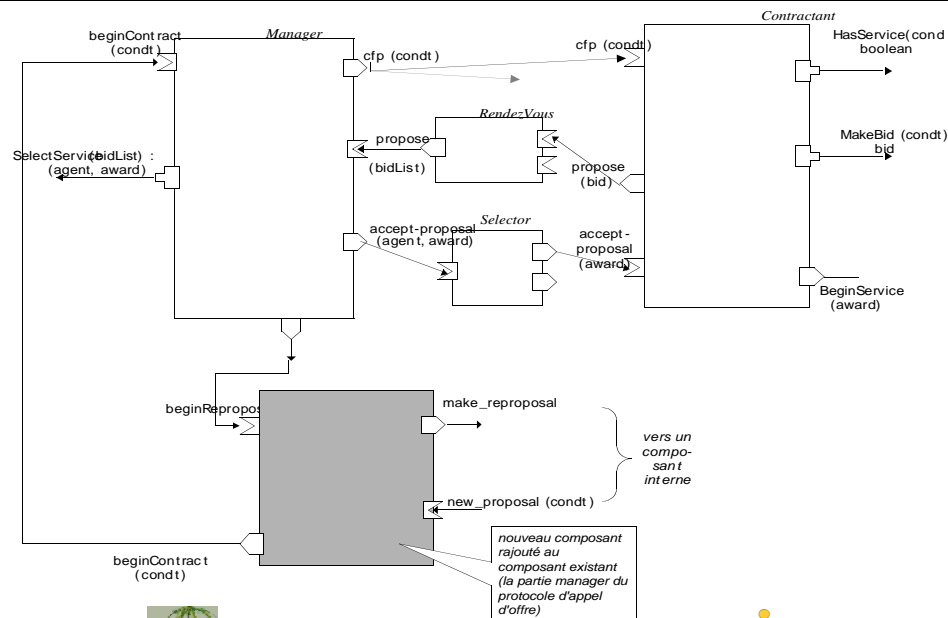 beginContract
(condt)
Manager
cfp (condt)
cfp (condt)
Contractant
HasService(cond
boolean
RendezVous
propose
(bidList)
propose
(bid)
MakeBid (condt)
bid
SelectService(bidList) :
(agent, award)
accept-proposal
(agent, award)
Selector
accept-
proposal
(award)
BeginService
(award)
beginRepropos
make_reproposal
new_proposal (condt)
vers un
compo-
sant
interne
beginContract
(condt)
nouveau composant
rajouté au
composant existant
(la partie manager du
protocole d'appel
d'offre)